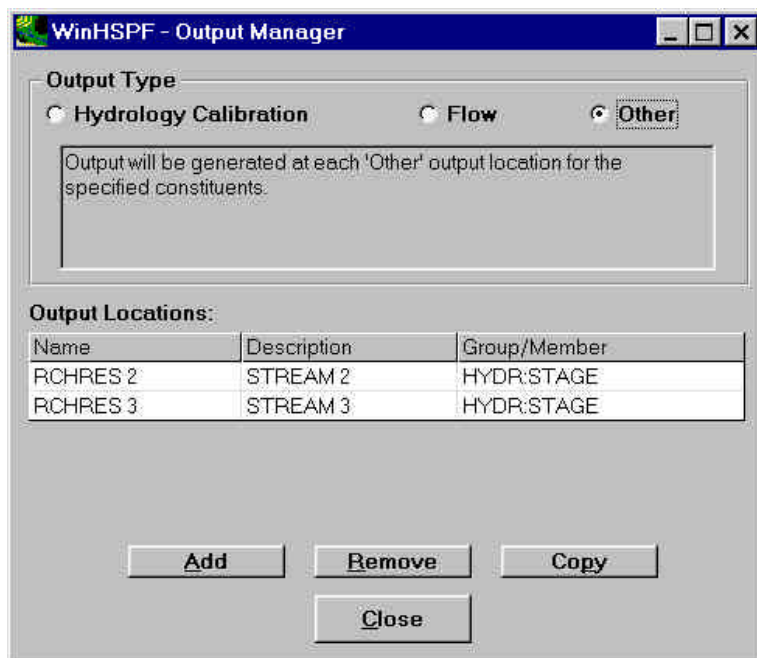 WinHSPF - Output Manager
Output Type
Hydrology Calibration Flow Other
Output will be generated at each 'Other' output location for the
specified constituents.
Output Locations:
Name Description Group/Member
RCHRES 2 STREAM 2 HYDR:STAGE
RCHRES 3 STREAM 3 HYDR:STAGE
Add Remove Copy
Close